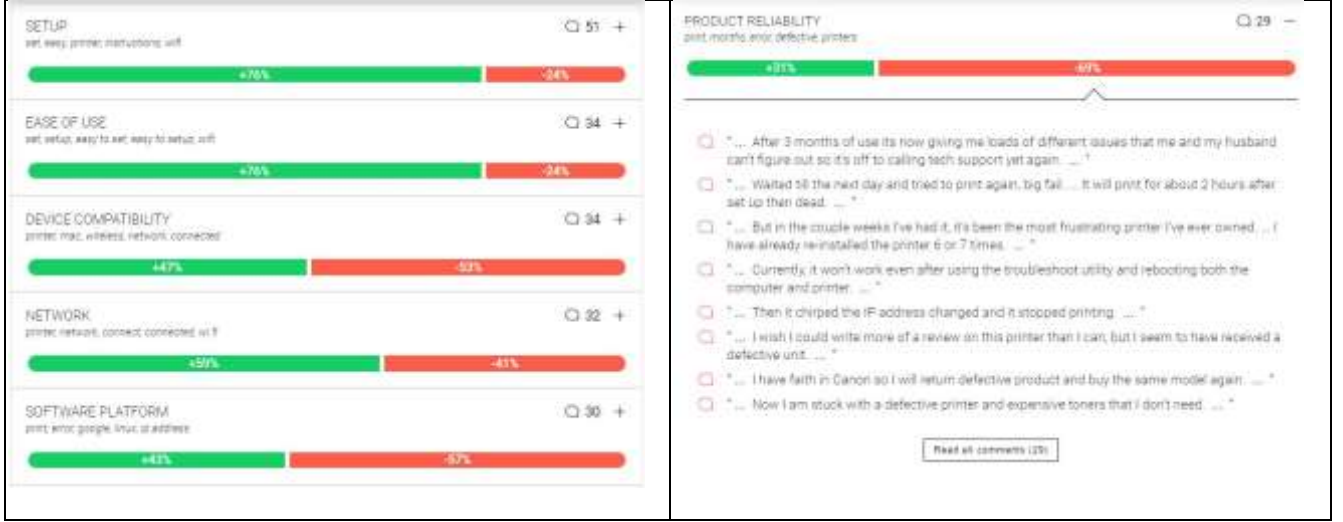 SETUP
51 +
set, easy, printer, instructions, wifi
+76% -24%
EASE OF USE
34 +
set, setup, easy to set, easy to setup, wifi
+76% -24%
DEVICE COMPATIBILITY
34 +
printer, mac, wireless, network, connected
+47% -53%
NETWORK
32 +
printer, network, connect, connected, wi fi
+59% -41%
SOFTWARE PLATFORM
30 +
print, error, google, linux, ip address
+43% -57%
PRODUCT RELIABILITY
29 −
print, months, error, defective, printers
+31% -69%
" ... After 3 months of use its now giving me loads of different issues that me and my husband
can't figure out so it's off to calling tech support yet again. ... "
" ... Waited till the next day and tried to print again, big fail.... It will print for about 2 hours after
set up then dead. ... "
" ... But in the couple weeks I've had it, it's been the most frustrating printer I've ever owned. ... I
have already re-installed the printer 6 or 7 times. ... "
" ... Currently, it won't work even after using the troubleshoot utility and rebooting both the
computer and printer. ... "
" ... Then it chirped the IP address changed and it stopped printing. ... "
" ... I wish I could write more of a review on this printer than I can, but I seem to have received a
defective unit. ... "
" ... I have faith in Canon so I will return defective product and buy the same model again. ... "
" ... Now I am stuck with a defective printer and expensive toners that I don't need. ... "
Read all comments (29)